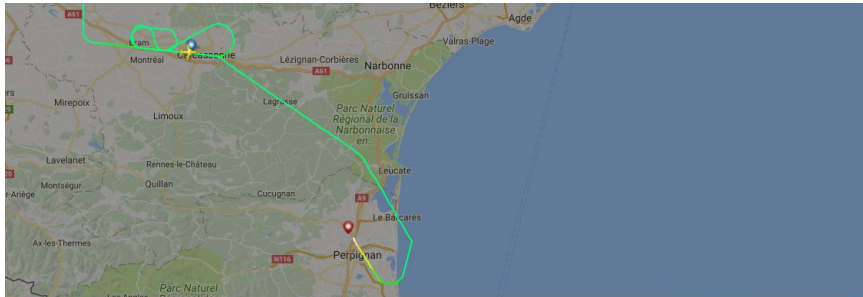 Béziers
A61
Agde
Bram
Carcassonne
Valras-Plage
Montréal
Lézignan-Corbières
Narbonne
A61
Mirepoix
Lagrasse
Gruissan
Limoux
Parc Naturel
Régional de la
Narbonnaise
en...
Lavelanet
Rennes-le-Château
Leucate
Montségur
Quillan
Cucugnan
A9
r-Ariège
Le Barcarès
Ax-les-Thermes
N116
Perpignan
Parc Naturel